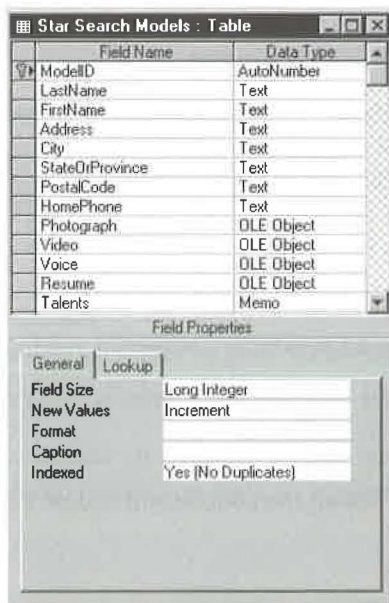 Star Search Models : Table
Field Name Data Type
ModelID AutoNumber
LastName Text
FirstName Text
Address Text
City Text
StateOrProvince Text
PostalCode Text
HomePhone Text
Photograph OLE Object
Video OLE Object
Voice OLE Object
Resume OLE Object
Talents Memo
Field Properties
General Lookup
Field Size Long Integer
New Values Increment
Format
Caption
Indexed Yes (No Duplicates)